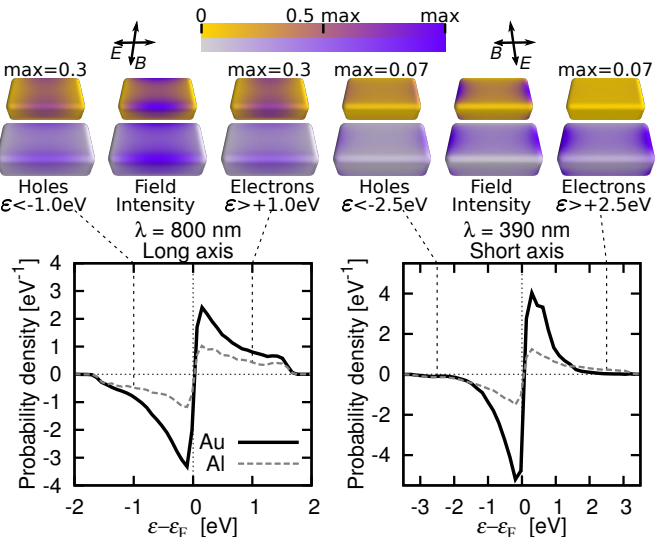 0 0.5 max max
E B B E
max=0.3 max=0.3 max=0.07 max=0.07
Holes Field Electrons Holes Field Electrons
ε<-1.0eV Intensity ε>+1.0eV ε<-2.5eV Intensity ε>+2.5eV
λ = 800 nm λ = 390 nm
Long axis Short axis
Probability density [eV⁻¹]
4
3
2
1
0
-1
-2
-3
-4
Au
Al
-2 -1 0 1 2
ε–εF [eV]
Probability density [eV⁻¹]
4
2
0
-2
-4
-3 -2 -1 0 1 2 3
ε–εF [eV]